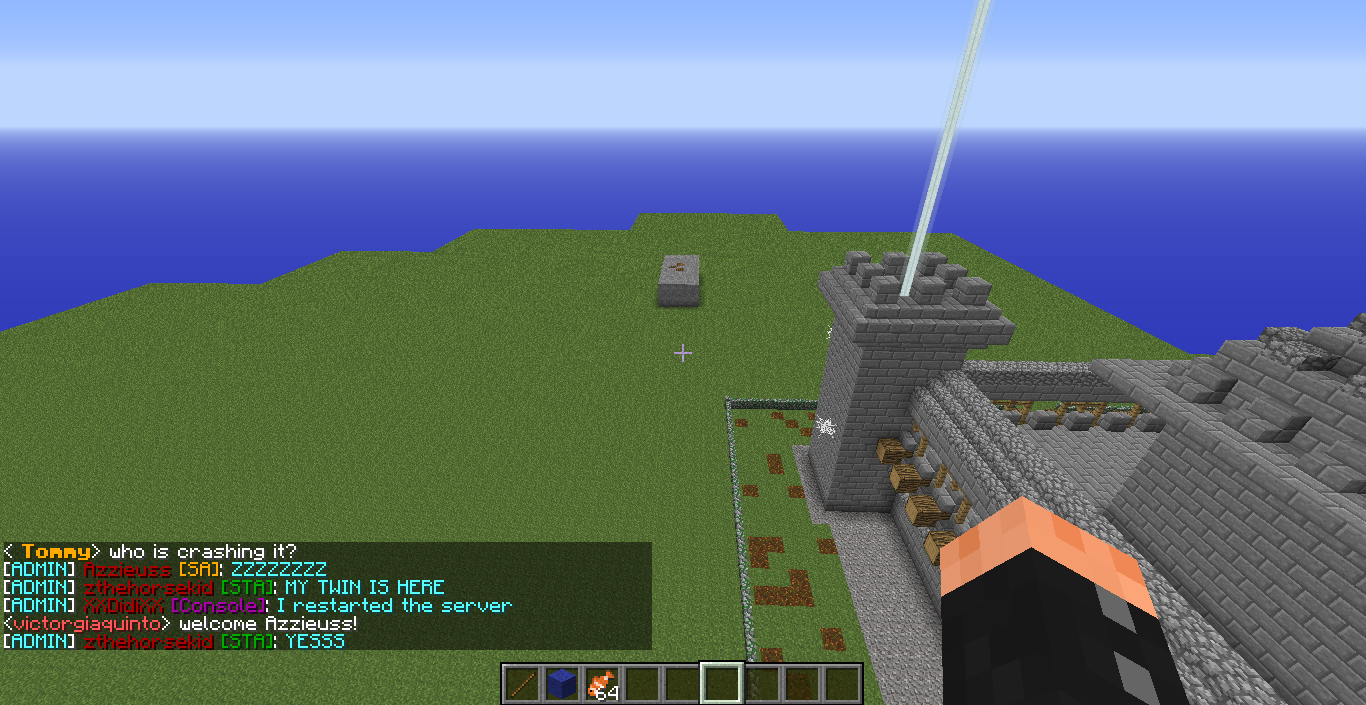 < Tommy> who is crashing it?
[ADMIN] Azzieuss [SA]: ZZZZZZZZ
[ADMIN] zthehorsekid [STA]: MY TWIN IS HERE
[ADMIN] XXDidiXX [Console]: I restarted the server
<victorgiaquinto> welcome Azzieuss!
[ADMIN] zthehorsekid [STA]: YESSS
64